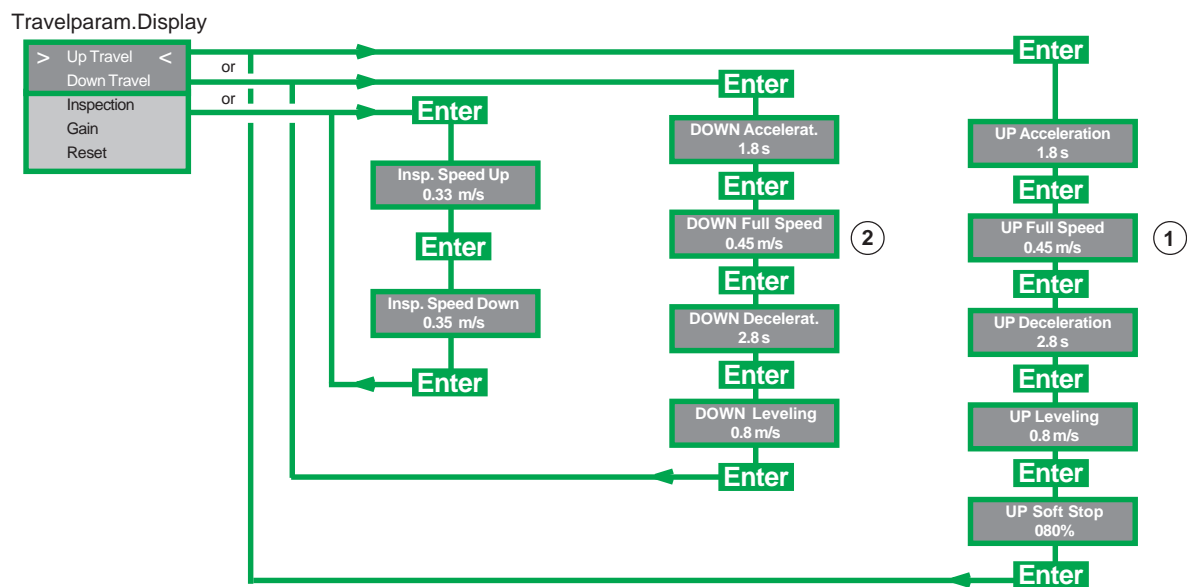 Travelparam.Display
> Up Travel <
Down Travel
Inspection
Gain
Reset
or
or
Enter
Insp. Speed Up
0.33 m/s
Enter
Insp. Speed Down
0.35 m/s
Enter
Enter
DOWN Accelerat.
1.8 s
Enter
DOWN Full Speed
0.45 m/s
2
Enter
DOWN Decelerat.
2.8 s
Enter
DOWN Leveling
0.8 m/s
Enter
Enter
UP Acceleration
1.8 s
Enter
UP Full Speed
0.45 m/s
1
Enter
UP Deceleration
2.8 s
Enter
UP Leveling
0.8 m/s
Enter
UP Soft Stop
080%
Enter